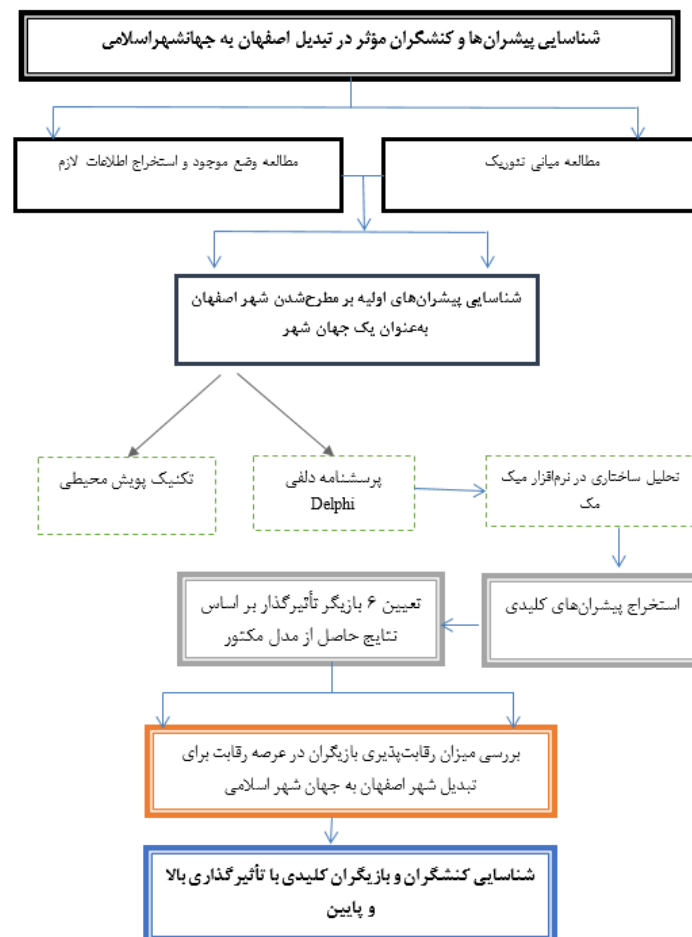 شناسایی پیشران‌ها و کنشگران مؤثر در تبدیل اصفهان به جهانشهراسلامی
مطالعه میانی تئوریک
مطالعه وضع موجود و استخراج اطلاعات لازم
شناسایی پیشران‌های اولیه بر مطرح‌شدن شهر اصفهان
به‌عنوان یک جهان شهر
تحلیل ساختاری در نرم‌افزار میک
مک
پرسشنامه دلفی
Delphi
تکنیک پویش محیطی
استخراج پیشران‌های کلیدی
تعیین ۶ بازیگر تأثیرگذار بر اساس
نتایج حاصل از مدل مکتور
بررسی میزان رقابت‌پذیری بازیگران در عرصه رقابت برای
تبدیل شهر اصفهان به جهان شهر اسلامی
شناسایی کنشگران و بازیگران کلیدی با تأثیرگذاری بالا
و پایین